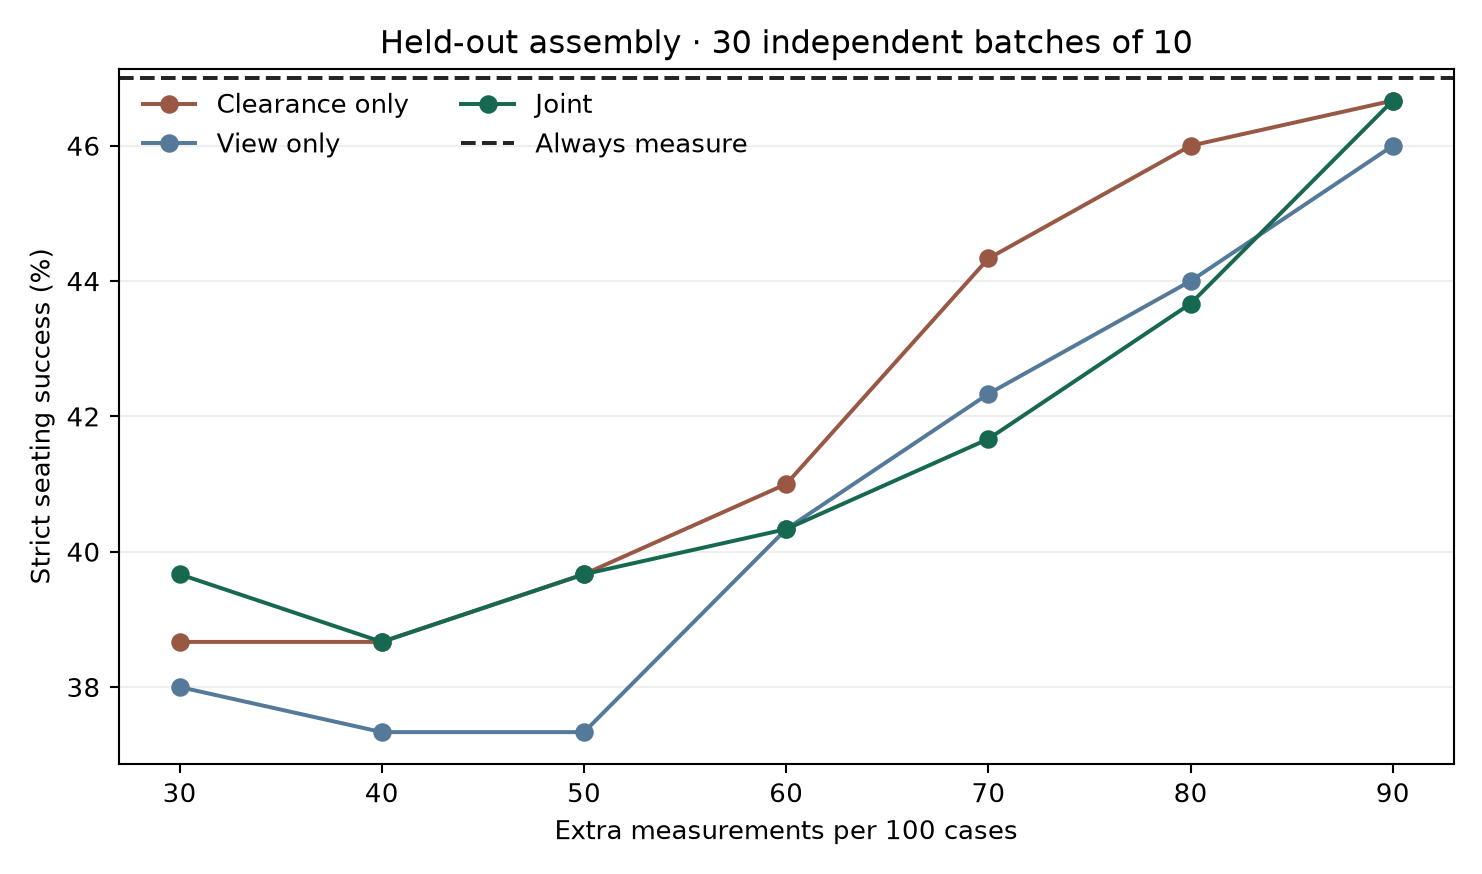 Held-out assembly · 30 independent batches of 10
Clearance only
View only
Joint
Always measure
Strict seating success (%)
46
44
42
40
38
30 40 50 60 70 80 90
Extra measurements per 100 cases